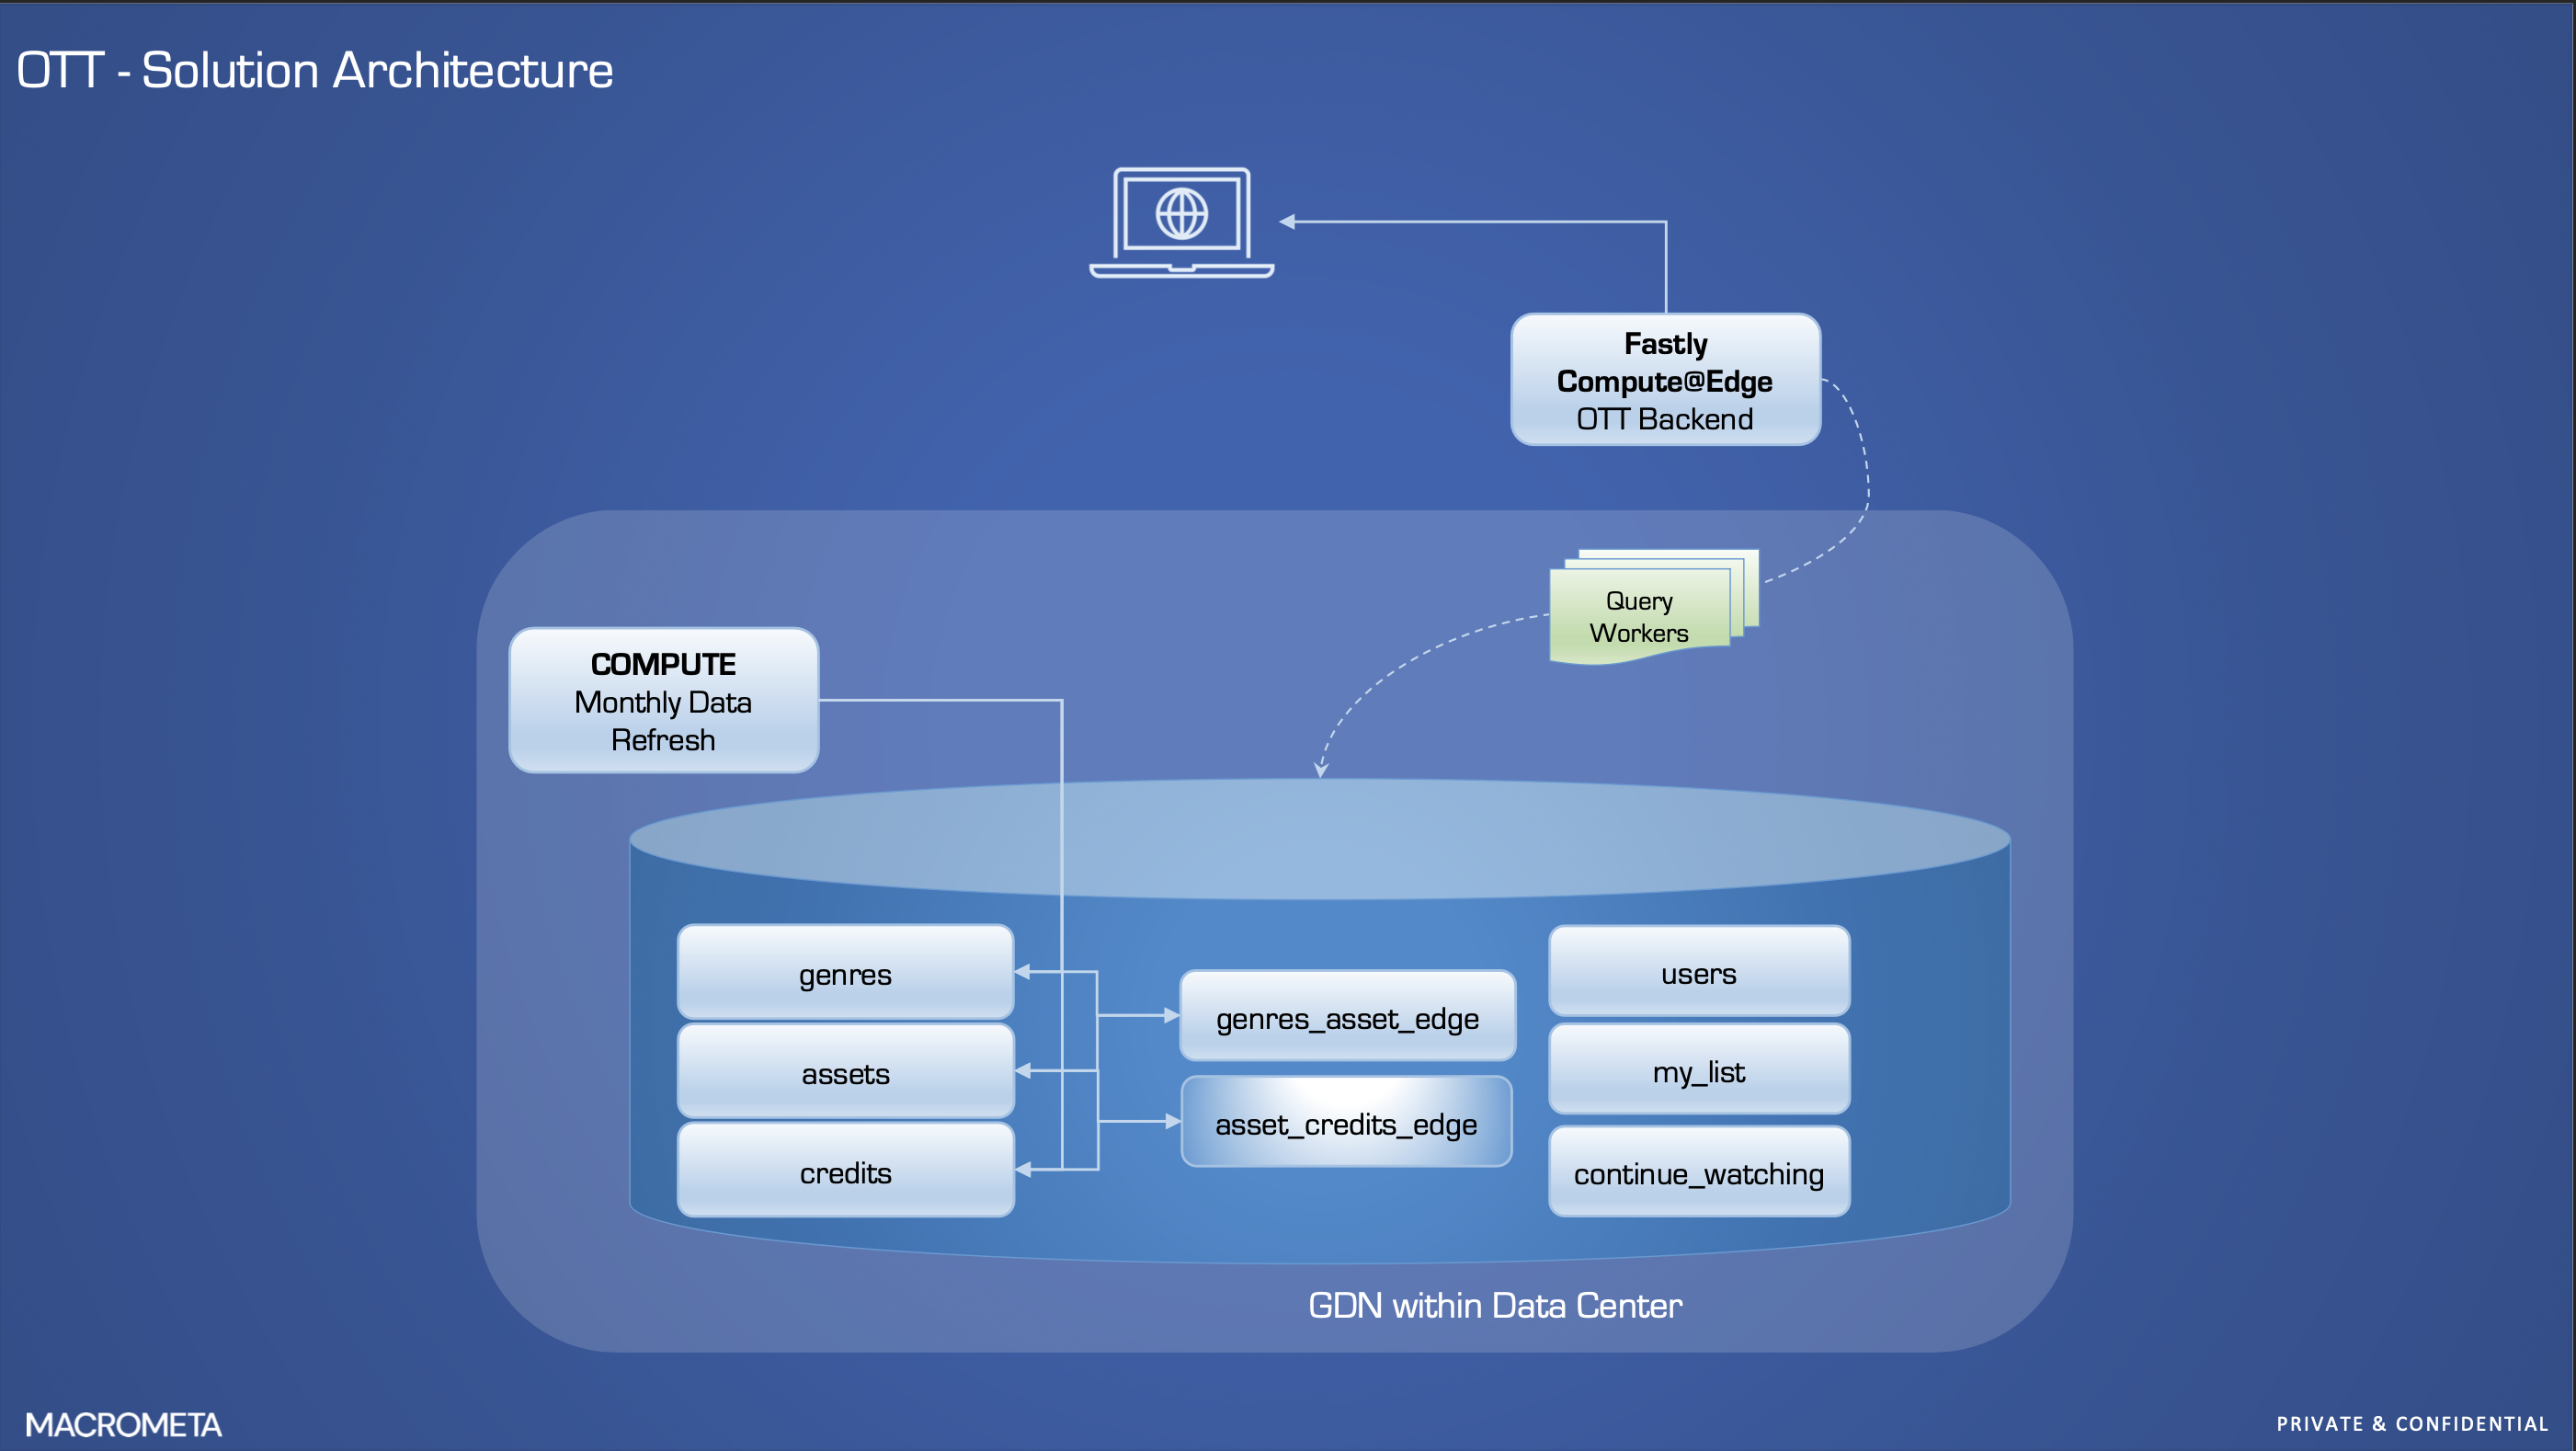 OTT - Solution Architecture
Fastly
Compute@Edge
OTT Backend
Query
Workers
COMPUTE
Monthly Data
Refresh
genres
assets
credits
genres_asset_edge
asset_credits_edge
users
my_list
continue_watching
GDN within Data Center
MACROMETA
PRIVATE & CONFIDENTIAL